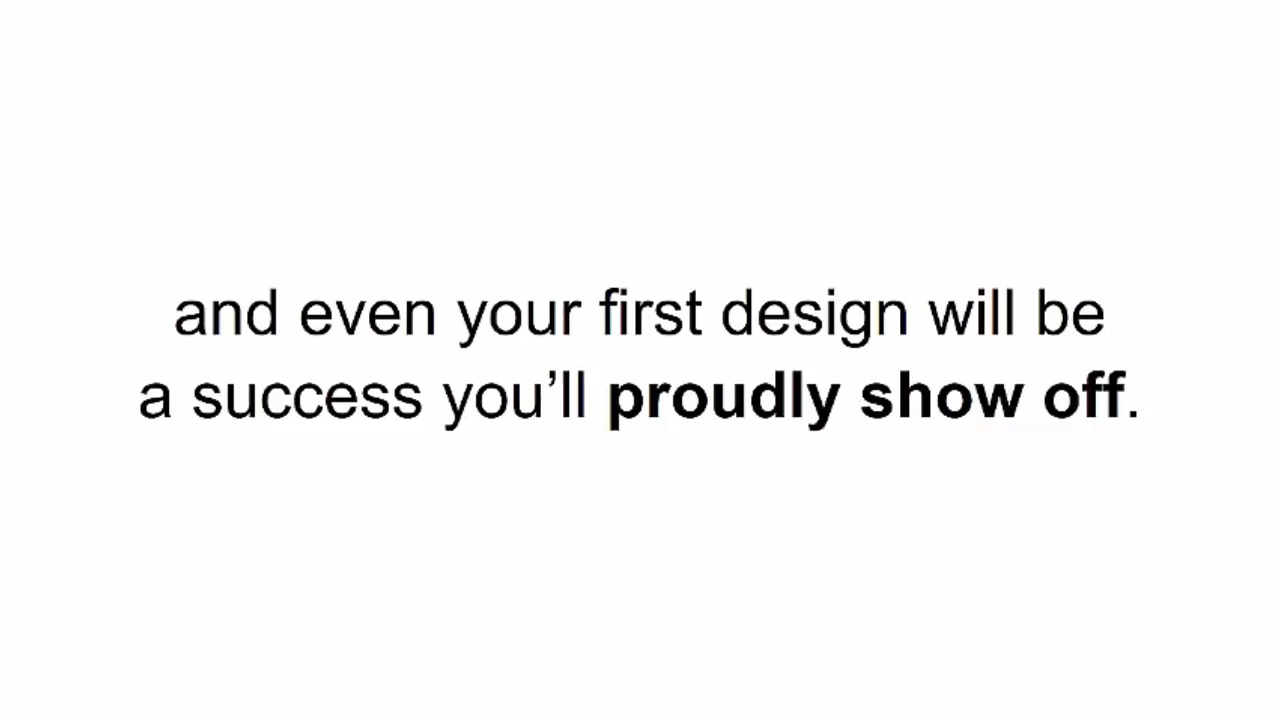 and even your first design will be
a success you’ll proudly show off.